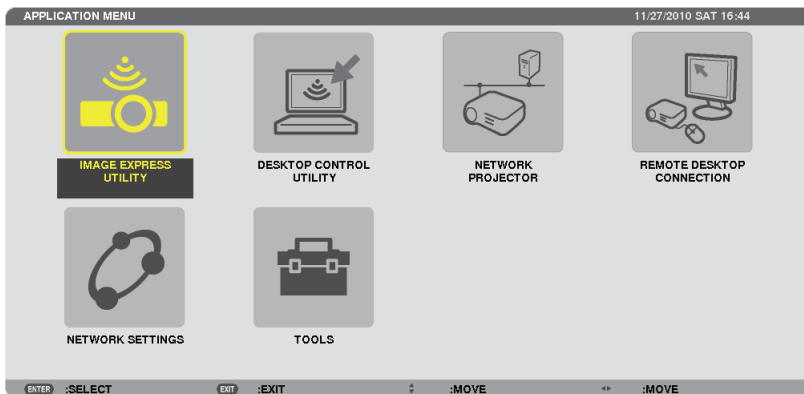 APPLICATION MENU
11/27/2010 SAT 16:44
IMAGE EXPRESS
UTILITY
DESKTOP CONTROL
UTILITY
NETWORK
PROJECTOR
REMOTE DESKTOP
CONNECTION
NETWORK SETTINGS
TOOLS
ENTER :SELECT
EXIT :EXIT
:MOVE
:MOVE